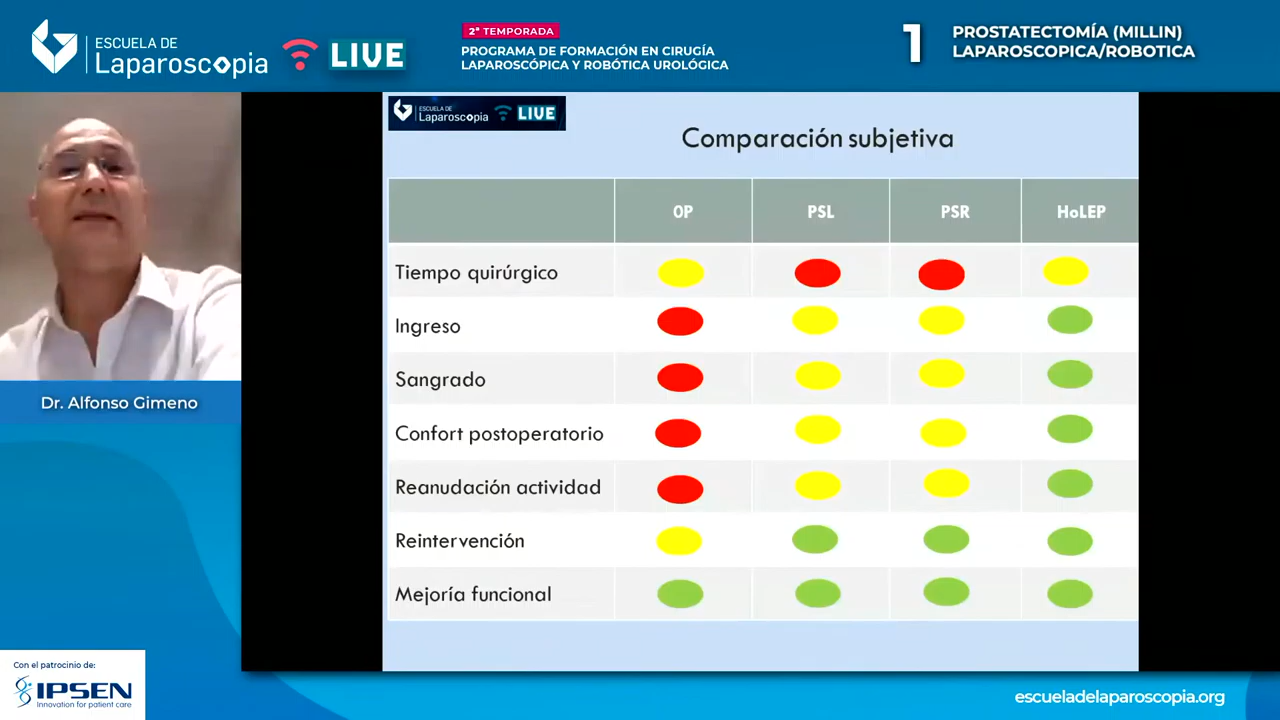 ESCUELA DE
Laparoscopia
LIVE
2ª TEMPORADA
PROGRAMA DE FORMACIÓN EN CIRUGÍA
LAPAROSCÓPICA Y ROBÓTICA UROLÓGICA
1
PROSTATECTOMÍA (MILLIN)
LAPAROSCOPICA/ROBOTICA
ESCUELA DE
Laparoscopia
LIVE
Comparación subjetiva
OP PSL PSR HoLEP
Tiempo quirúrgico
Ingreso
Sangrado
Confort postoperatorio
Reanudación actividad
Reintervención
Mejoría funcional
Dr. Alfonso Gimeno
Con el patrocinio de:
IPSEN
Innovation for patient care
escueladelaparoscopia.org